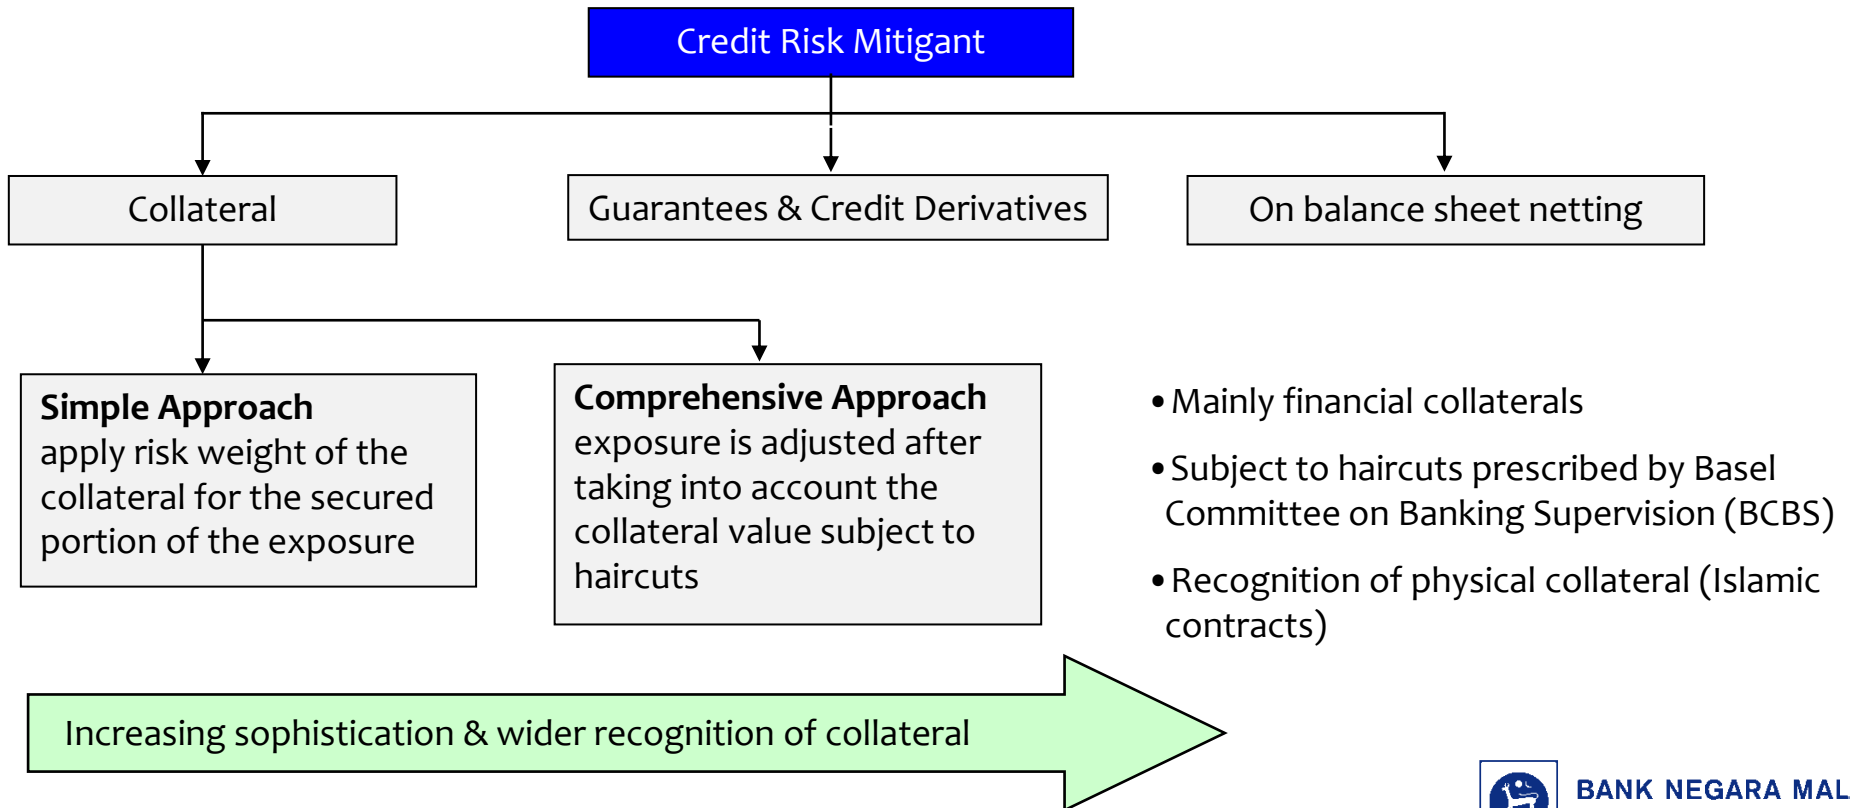 Credit Risk Mitigant
Collateral
Guarantees & Credit Derivatives
On balance sheet netting
Simple Approach
apply risk weight of the
collateral for the secured
portion of the exposure
Comprehensive Approach
exposure is adjusted after
taking into account the
collateral value subject to
haircuts
•Mainly financial collaterals
•Subject to haircuts prescribed by Basel
Committee on Banking Supervision (BCBS)
•Recognition of physical collateral (Islamic
contracts)
Increasing sophistication & wider recognition of collateral
BANK NEGARA MAL